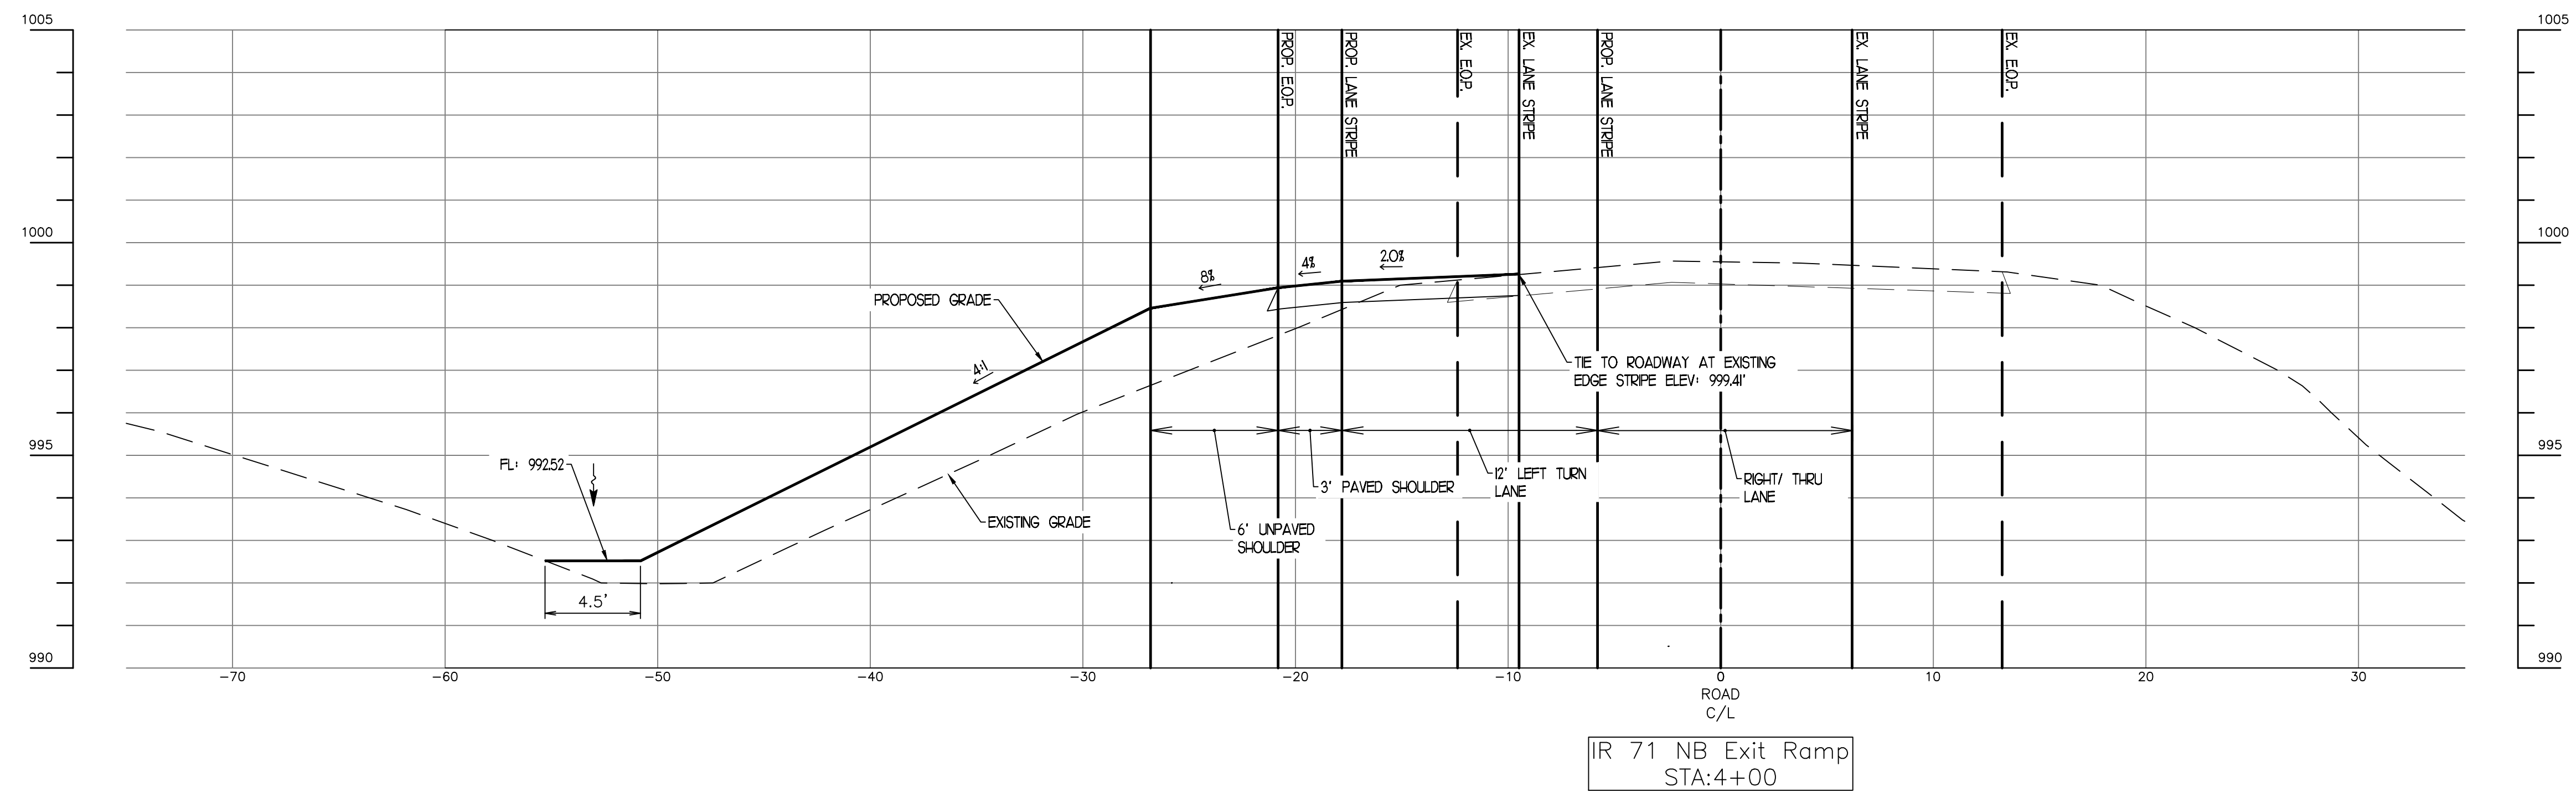 1005
1005
PROP. E.O.P.
PROP. LANE STRIPE
EX. E.O.P.
EX. LANE STRIPE
PROP. LANE STRIPE
EX. LANE STRIPE
EX. E.O.P.
1000
1000
8%
4%
2.0%
PROPOSED GRADE
4:1
TIE TO ROADWAY AT EXISTING
EDGE STRIPE ELEV: 999.41'
995
995
FL: 992.52
12' LEFT TURN
LANE
3' PAVED SHOULDER
RIGHT/ THRU
LANE
EXISTING GRADE
6' UNPAVED
SHOULDER
4.5'
990
990
-70
-60
-50
-40
-30
-20
-10
0
10
20
30
ROAD
C/L
IR 71 NB Exit Ramp
STA:4+00